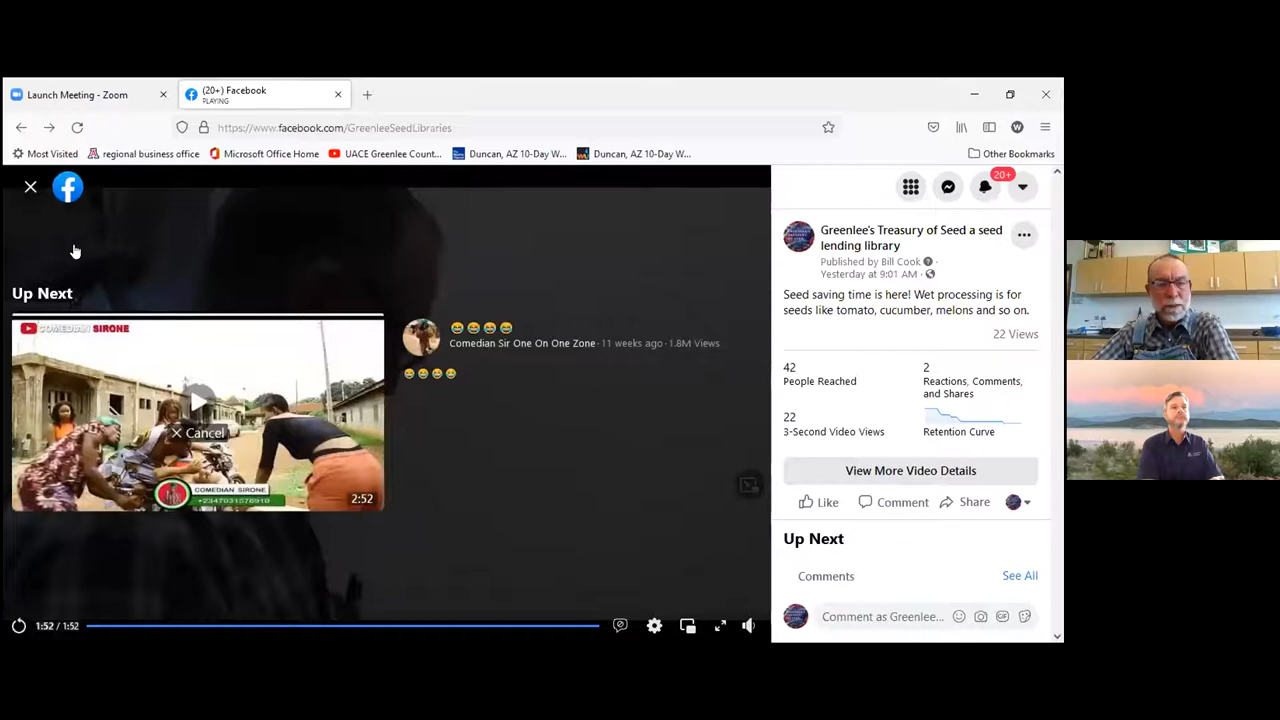 Launch Meeting - Zoom
(20+) Facebook
PLAYING
https://www.facebook.com/GreenleeSeedLibraries
Most Visited
regional business office
Microsoft Office Home
UACE Greenlee Count...
Duncan, AZ 10-Day W...
Duncan, AZ 10-Day W...
Other Bookmarks
W
20+
Greenlee's Treasury of Seed a seed
lending library
Published by Bill Cook
Yesterday at 9:01 AM
Seed saving time is here! Wet processing is for
seeds like tomato, cucumber, melons and so on.
22 Views
42
People Reached
2
Reactions, Comments,
and Shares
22
3-Second Video Views
Retention Curve
View More Video Details
Like
Comment
Share
Up Next
Comments
See All
Comment as Greenlee...
GIF
Up Next
COMEDIAN SIRONE
Cancel
COMEDIAN SIRONE
+2347031576910
2:52
😂 😂 😂 😂
Comedian Sir One On One Zone · 11 weeks ago · 1.8M Views
😂 😂 😂 😂
1:52 / 1:52